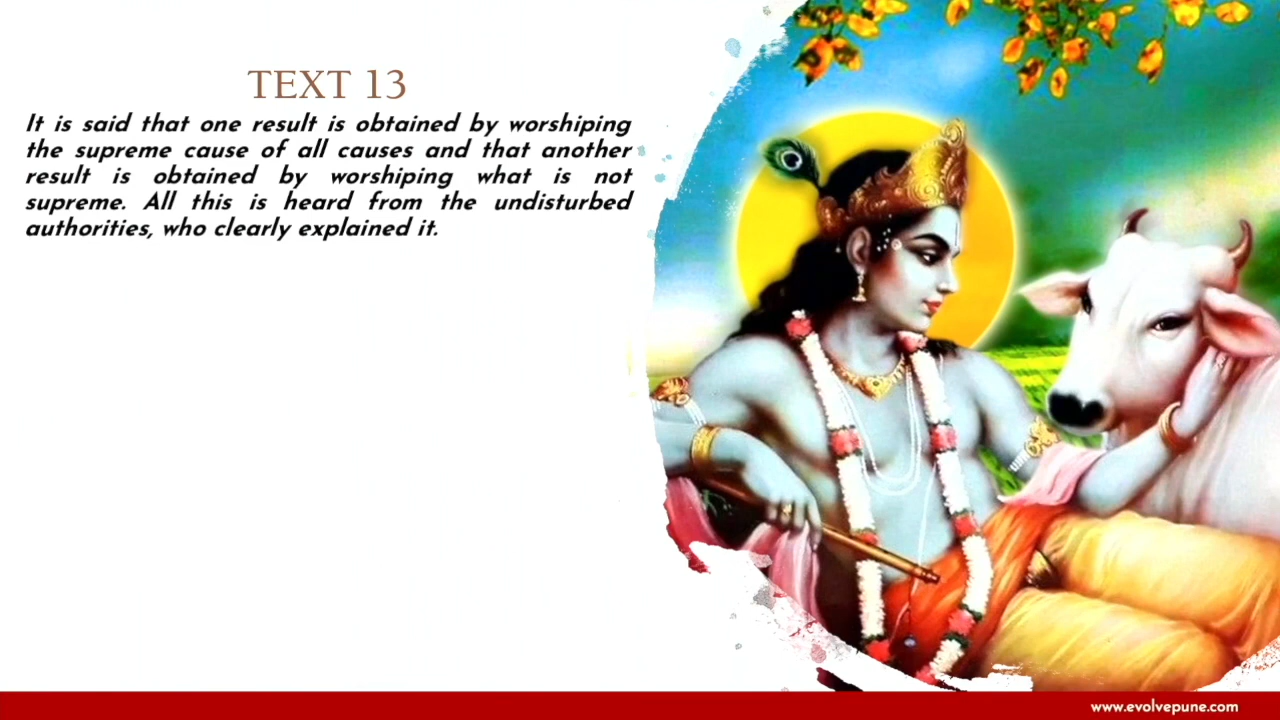 TEXT 13
It is said that one result is obtained by worshiping
the supreme cause of all causes and that another
result is obtained by worshiping what is not
supreme. All this is heard from the undisturbed
authorities, who clearly explained it.
www.evolvepune.com